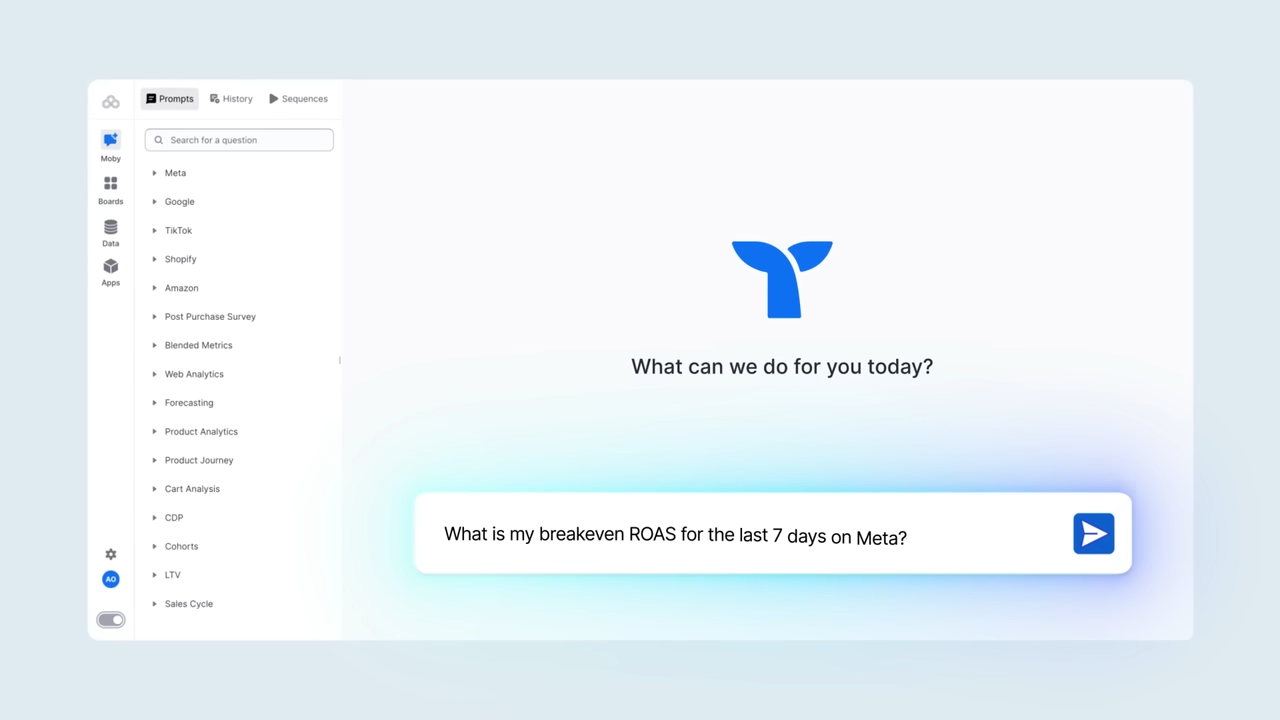 Prompts
History
Sequences
Search for a question
Moby
Boards
Data
Apps
AO
Meta
Google
TikTok
Shopify
Amazon
Post Purchase Survey
Blended Metrics
Web Analytics
Forecasting
Product Analytics
Product Journey
Cart Analysis
CDP
Cohorts
LTV
Sales Cycle
What can we do for you today?
What is my breakeven ROAS for the last 7 days on Meta?